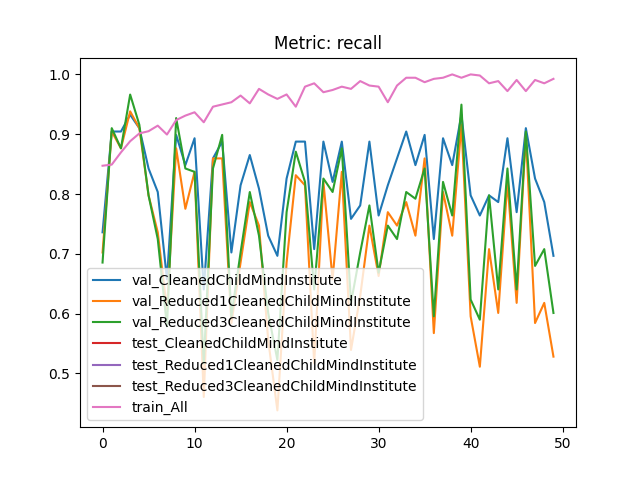 Metric: recall
1.0
0.9
0.8
0.7
0.6
0.5
val_CleanedChildMindInstitute
val_Reduced1CleanedChildMindInstitute
val_Reduced3CleanedChildMindInstitute
test_CleanedChildMindInstitute
test_Reduced1CleanedChildMindInstitute
test_Reduced3CleanedChildMindInstitute
train_All
0 10 20 30 40 50